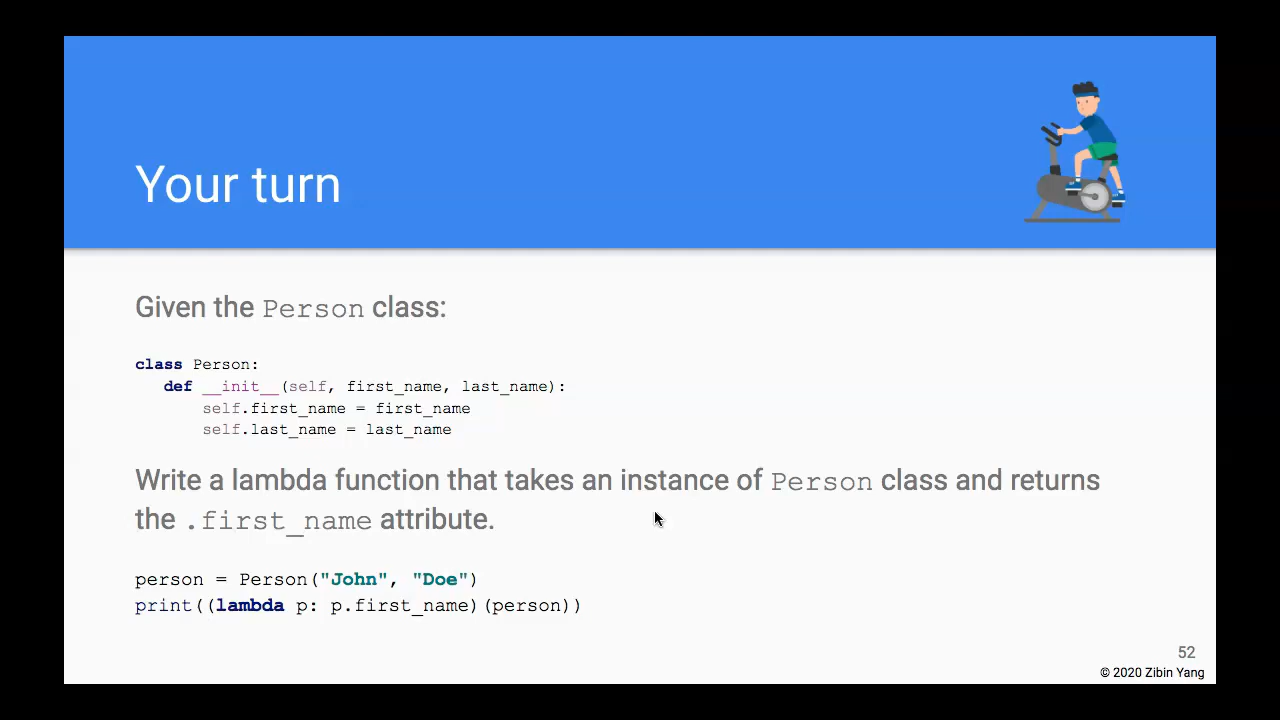 Your turn
Given the Person class:
class Person:
def __init__(self, first_name, last_name):
self.first_name = first_name
self.last_name = last_name
Write a lambda function that takes an instance of Person class and returns
the .first_name attribute.
person = Person("John", "Doe")
print((lambda p: p.first_name)(person))
52
© 2020 Zibin Yang